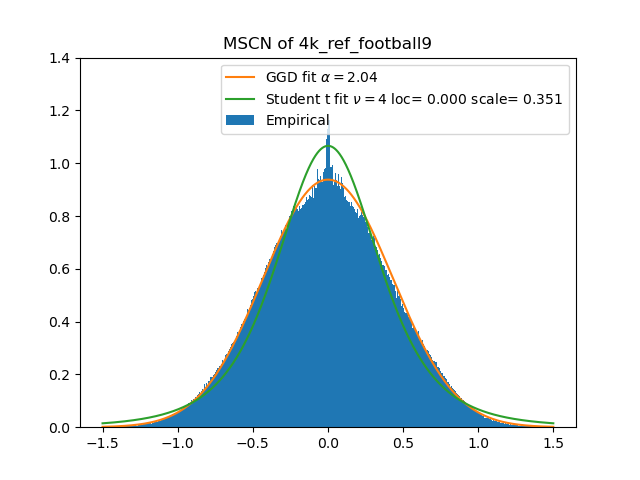 MSCN of 4k_ref_football9
GGD fit α = 2.04
Student t fit ν = 4 loc= 0.000 scale= 0.351
Empirical
1.4
1.2
1.0
0.8
0.6
0.4
0.2
0.0
−1.5 −1.0 −0.5 0.0 0.5 1.0 1.5